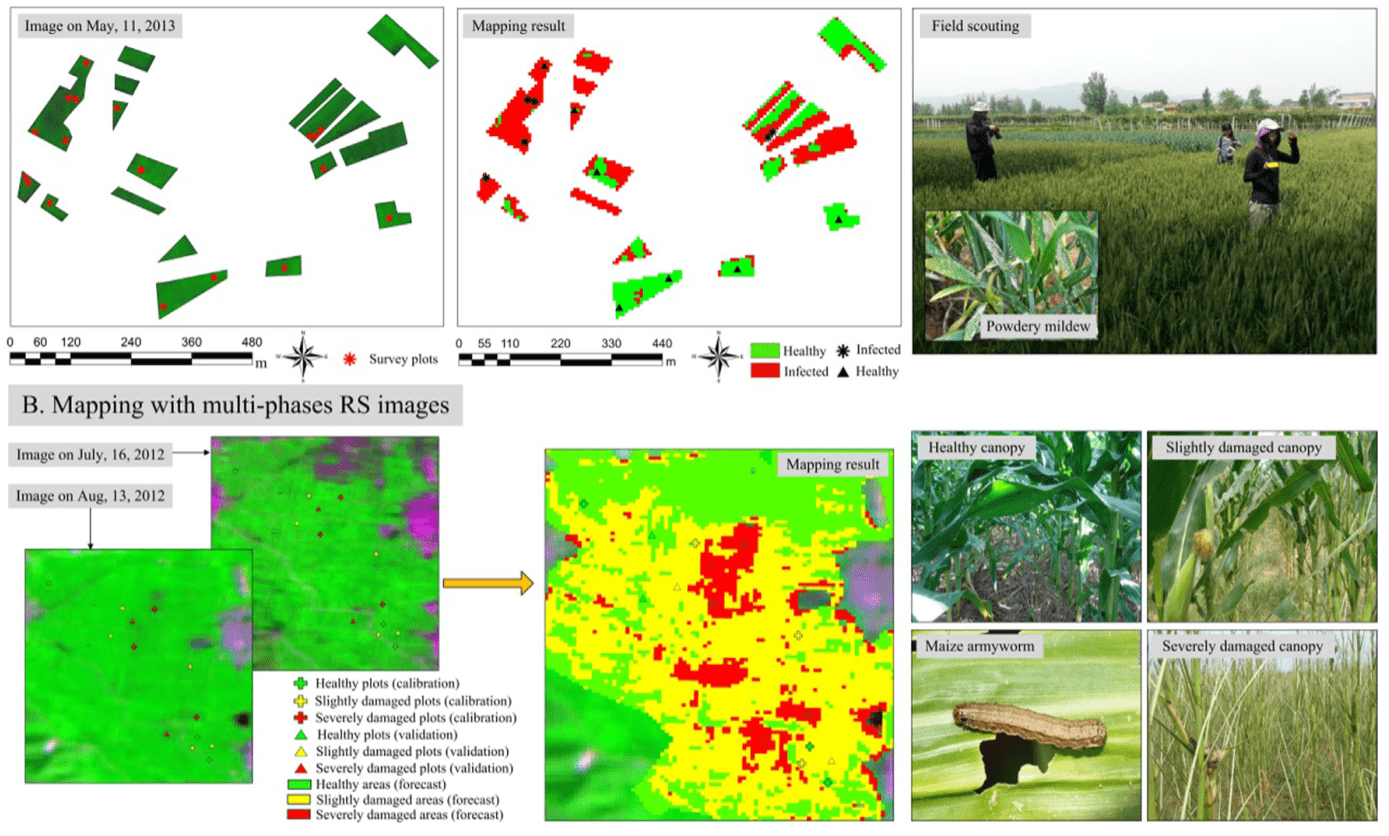 Image on May, 11, 2013
Mapping result
Field scouting
Powdery mildew
0 60 120 240 360 480
m
N
W E
S
Survey plots
0 55 110 220 330 440
m
N
W E
S
Healthy
Infected
Infected
Healthy
B. Mapping with multi-phases RS images
Image on July, 16, 2012
Image on Aug, 13, 2012
Mapping result
Healthy plots (calibration)
Slightly damaged plots (calibration)
Severely damaged plots (calibration)
Healthy plots (validation)
Slightly damaged plots (validation)
Severely damaged plots (validation)
Healthy areas (forecast)
Slightly damaged areas (forecast)
Severely damaged areas (forecast)
Healthy canopy
Slightly damaged canopy
Maize armyworm
Severely damaged canopy